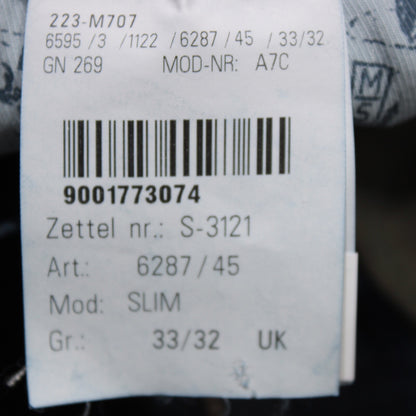 223-M707
6595 /3 /1122 /6287/45 /33/32
GN 269 MOD-NR: A7C
9001773074
Zettel nr.: S-3121
Art.: 6287/45
Mod: SLIM
Gr.: 33/32 UK
M
5